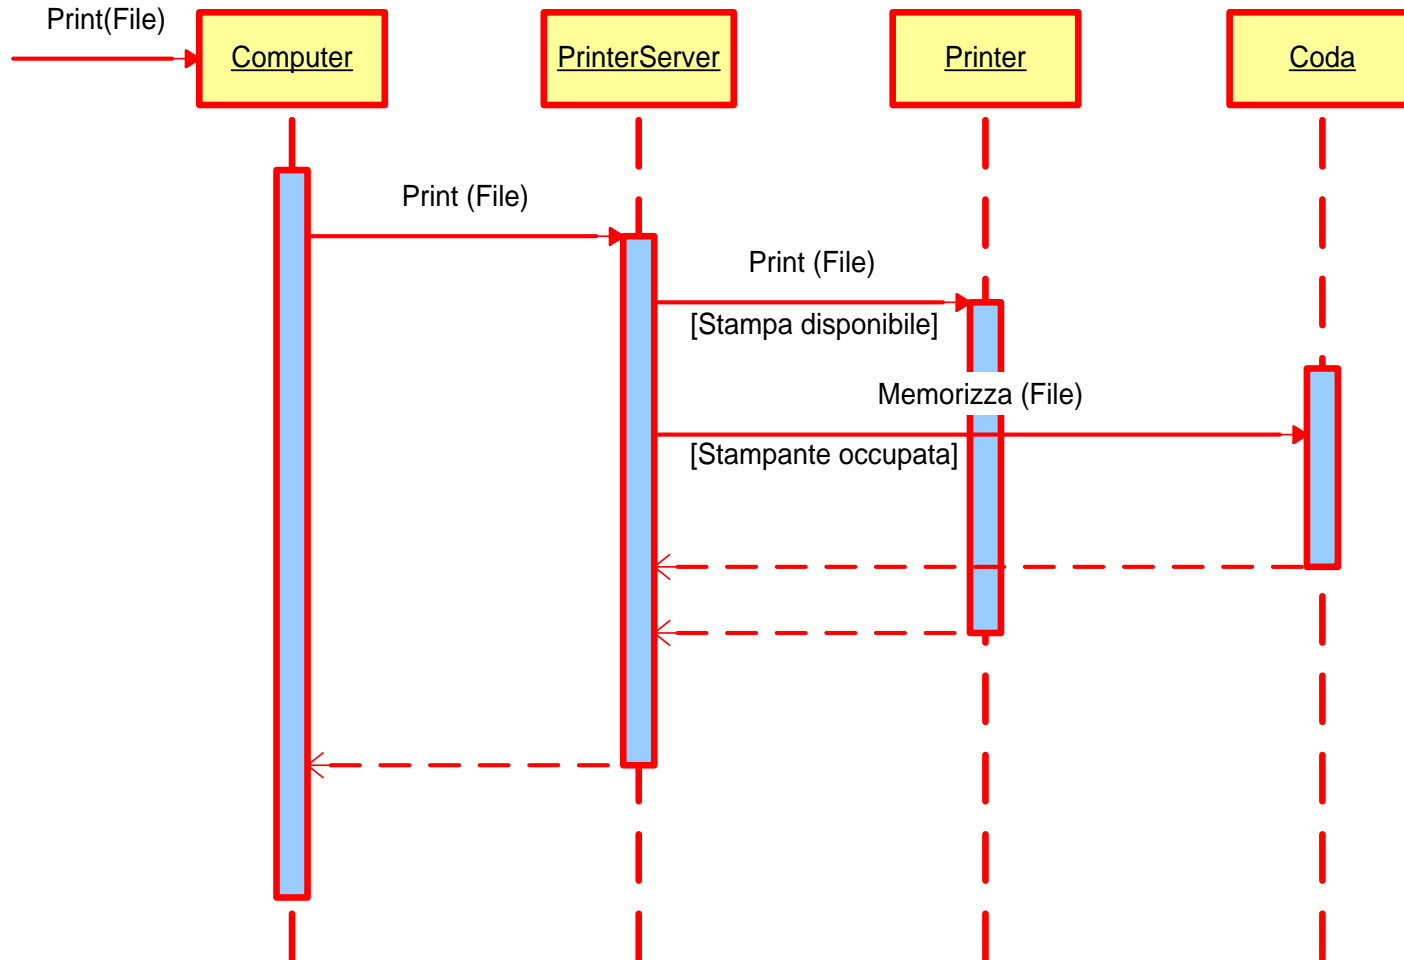 Print(File)
Computer
PrinterServer
Printer
Coda
Print (File)
Print (File)
[Stampa disponibile]
Memorizza (File)
[Stampante occupata]